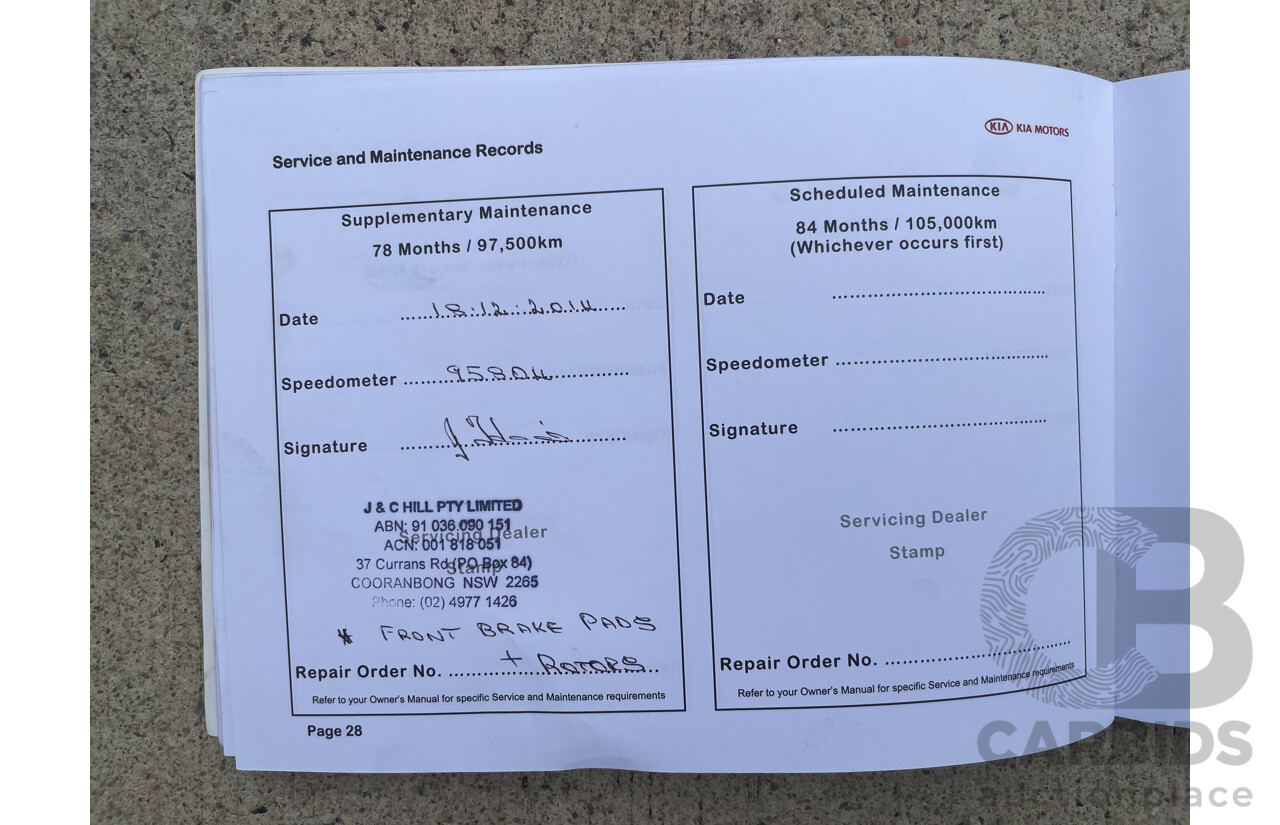 KIA KIA MOTORS
Service and Maintenance Records
Supplementary Maintenance
78 Months / 97,500km
Date 18.12.2014
Speedometer 95804
Signature
J & C HILL PTY LIMITED
ABN: 91 036 090 151
Servicing Dealer
ACN: 001 818 051
37 Currans Rd (PO Box 84)
Stamp
COORANBONG NSW 2265
Phone: (02) 4977 1426
* FRONT BRAKE PADS
Repair Order No. + ROTORS
Refer to your Owner's Manual for specific Service and Maintenance requirements
Page 28
Scheduled Maintenance
84 Months / 105,000km
(Whichever occurs first)
Date
Speedometer
Signature
Servicing Dealer
Stamp
Repair Order No.
Refer to your Owner's Manual for specific Service and Maintenance requirements
CARBIDS
auctionplace